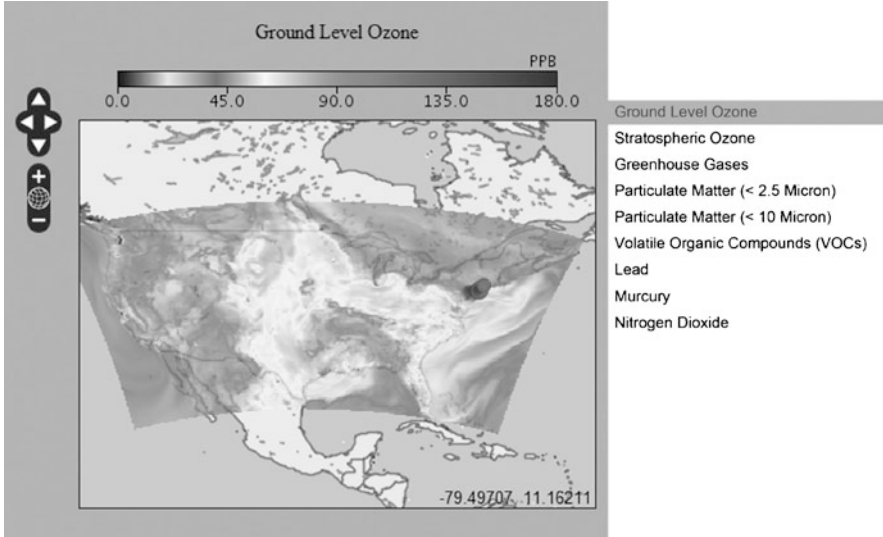 Ground Level Ozone
PPB
0.0 45.0 90.0 135.0 180.0
Ground Level Ozone
Stratospheric Ozone
Greenhouse Gases
Particulate Matter (< 2.5 Micron)
Particulate Matter (< 10 Micron)
Volatile Organic Compounds (VOCs)
Lead
Murcury
Nitrogen Dioxide
-79.49707, 11.16211